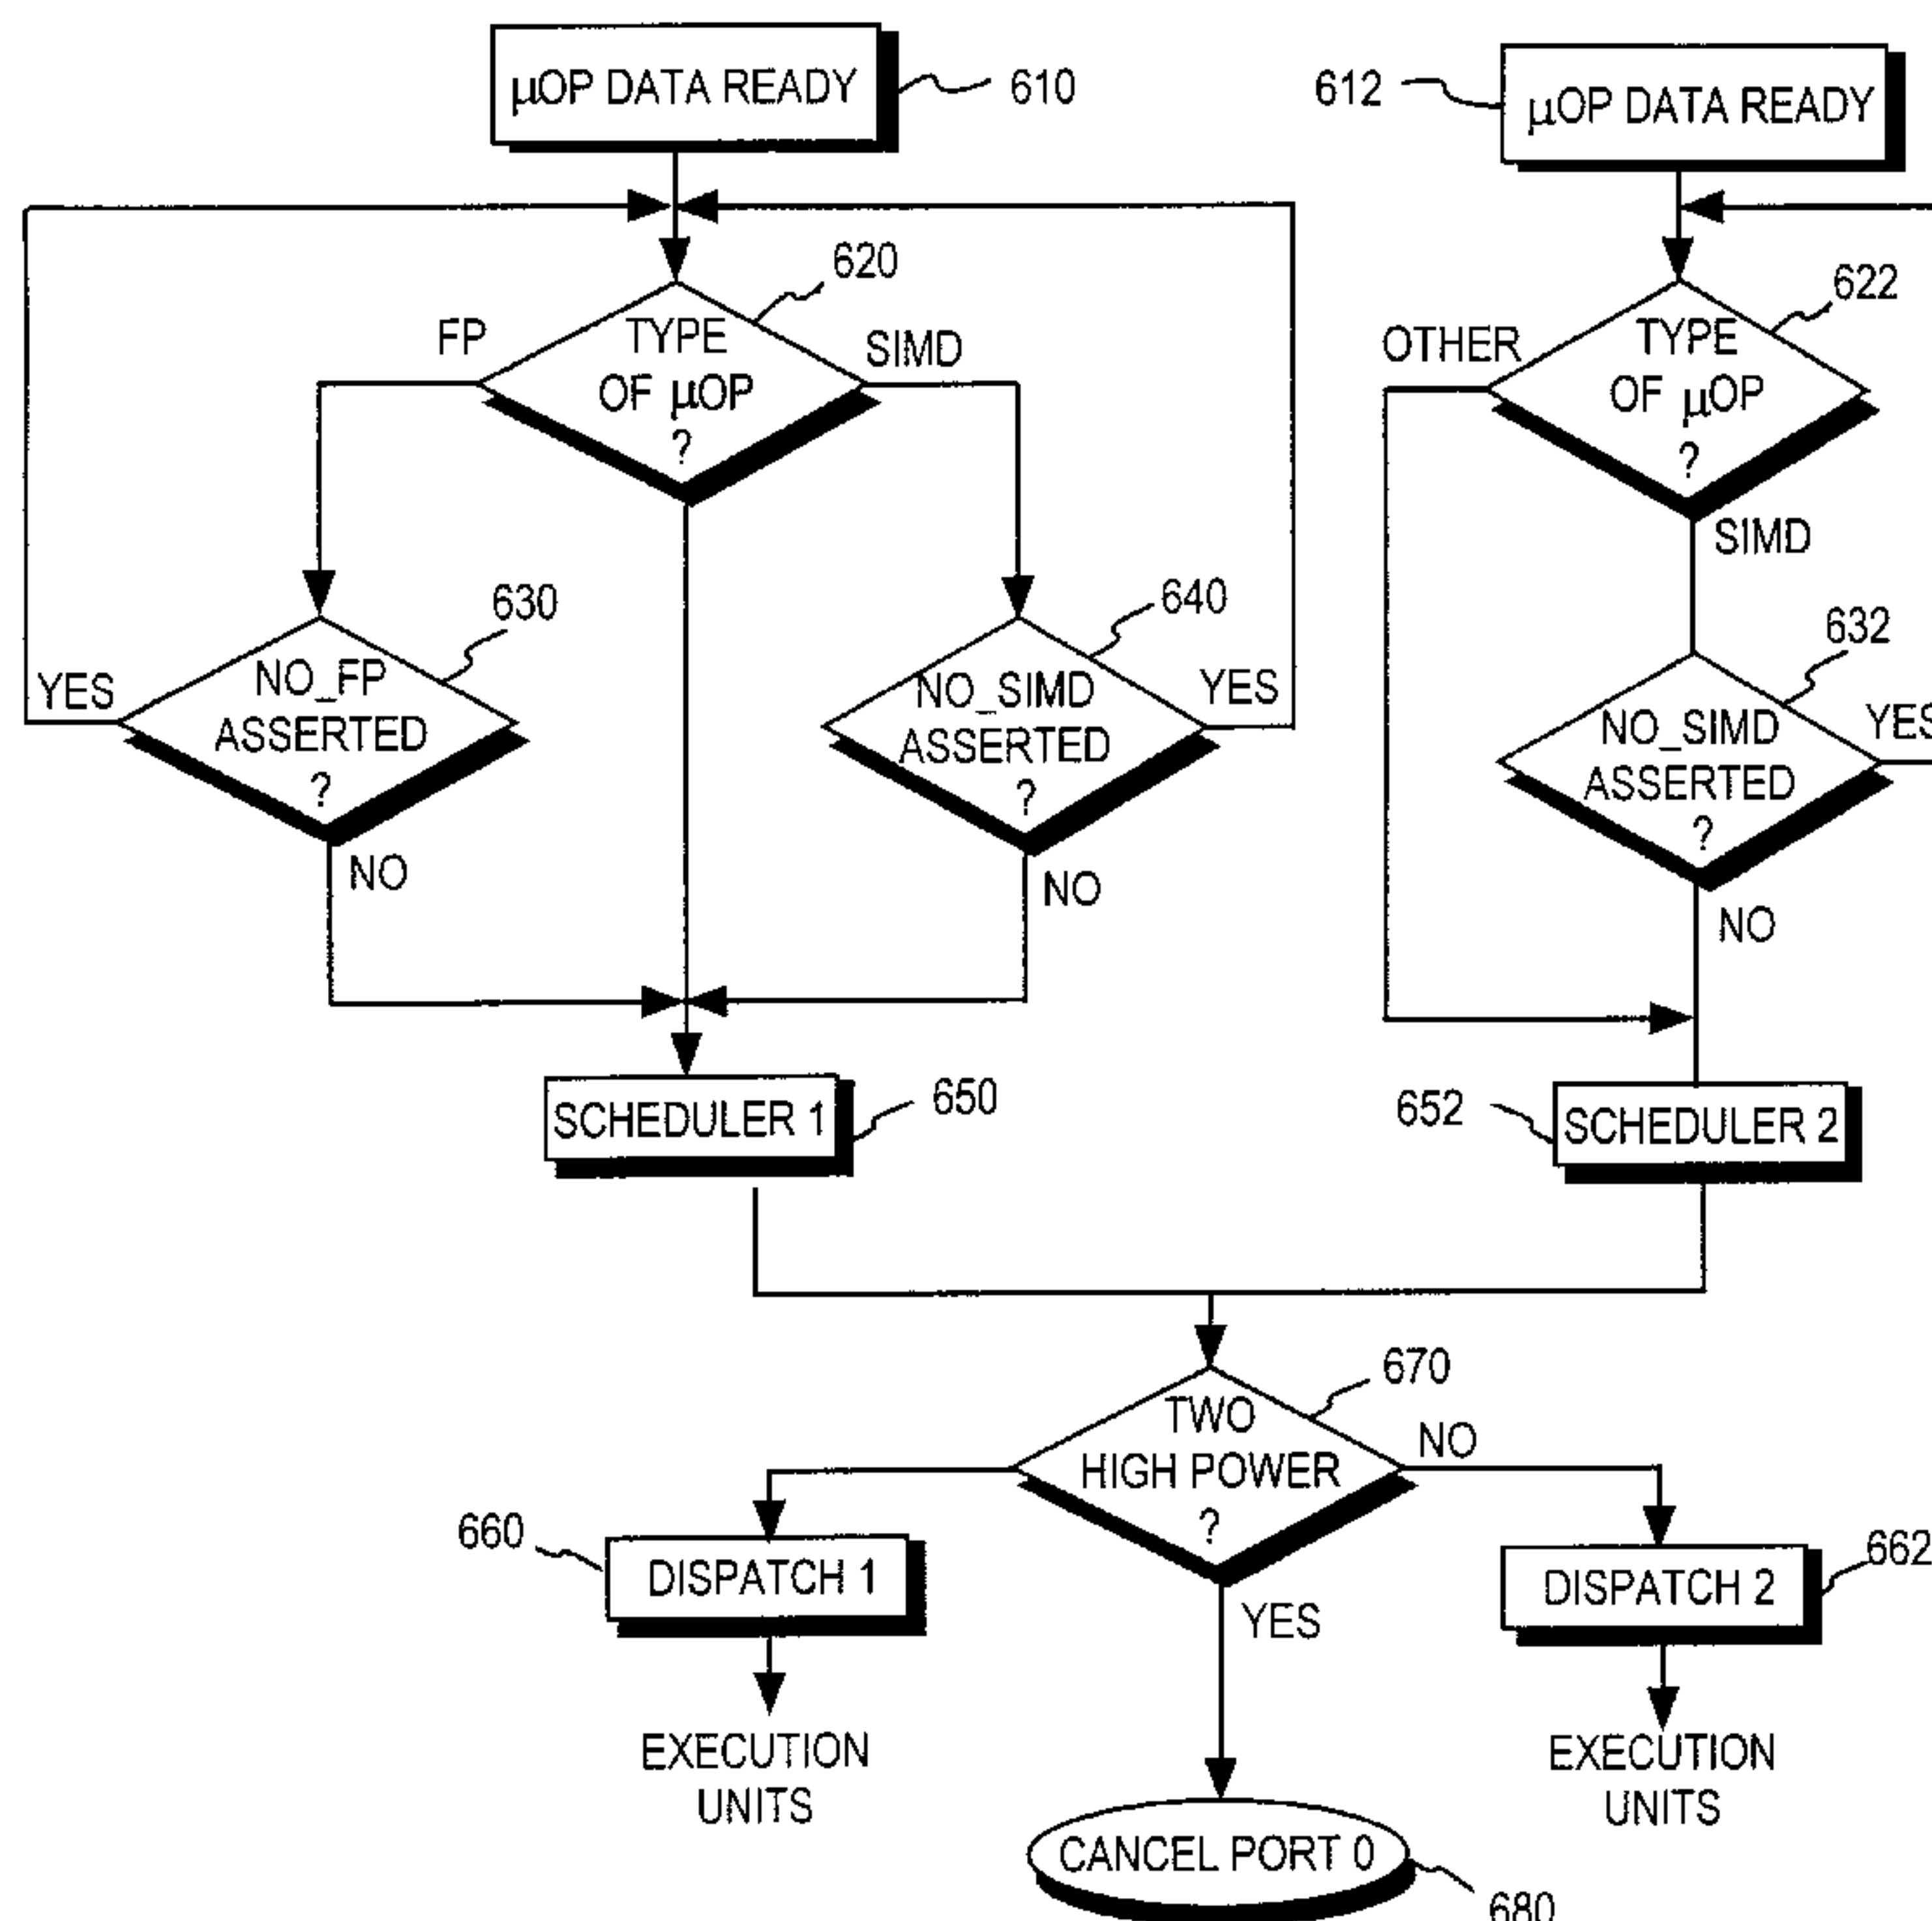 µOP DATA READY
610
612
µOP DATA READY
620
FP
TYPE
OF µOP
?
SIMD
622
OTHER
TYPE
OF µOP
?
SIMD
630
YES
NO_FP
ASSERTED
?
NO
640
NO_SIMD
ASSERTED
?
YES
NO
632
NO_SIMD
ASSERTED
?
YES
NO
SCHEDULER 1
650
652
SCHEDULER 2
670
TWO
HIGH POWER
?
NO
YES
660
DISPATCH 1
662
DISPATCH 2
EXECUTION
UNITS
EXECUTION
UNITS
CANCEL PORT 0
680